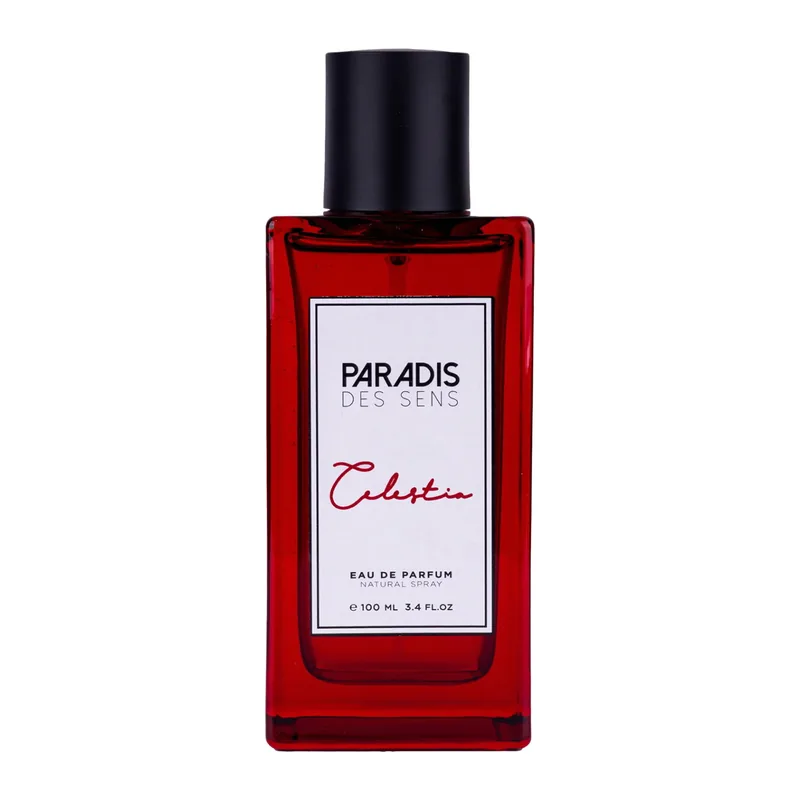 PARADIS
DES SENS
Celestia
EAU DE PARFUM
NATURAL SPRAY
℮ 100 ML 3.4 FL.OZ